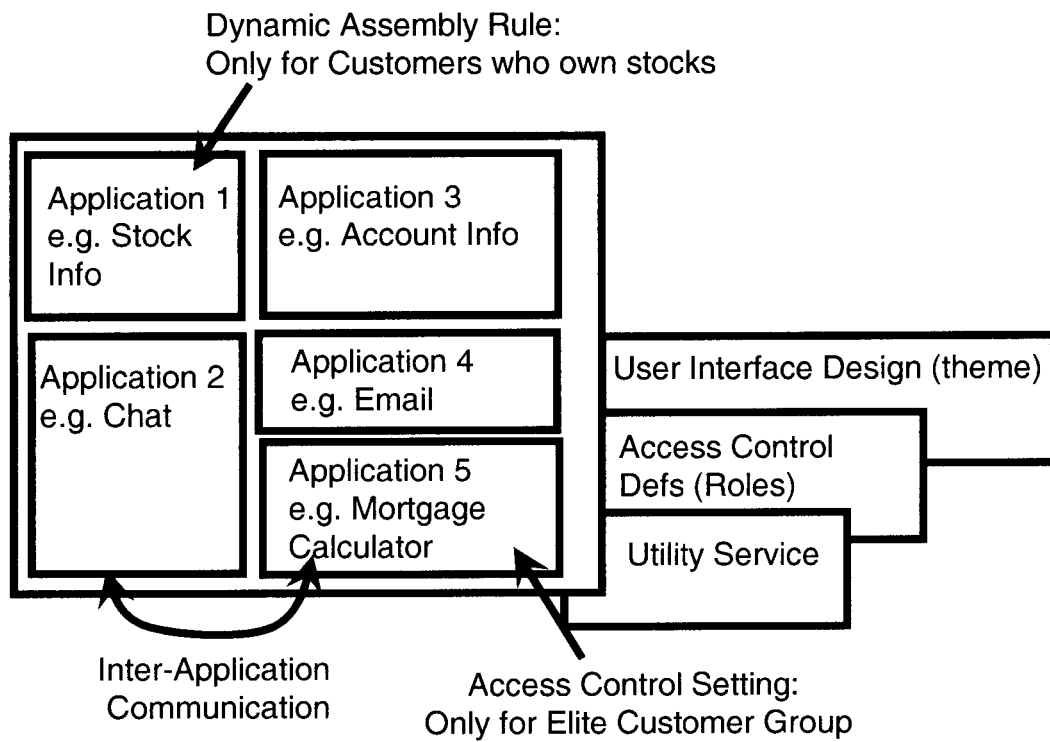 Dynamic Assembly Rule:
Only for Customers who own stocks
Application 1
e.g. Stock
Info
Application 3
e.g. Account Info
Application 2
e.g. Chat
Application 4
e.g. Email
Application 5
e.g. Mortgage
Calculator
User Interface Design (theme)
Access Control
Defs (Roles)
Utility Service
Inter-Application
Communication
Access Control Setting:
Only for Elite Customer Group